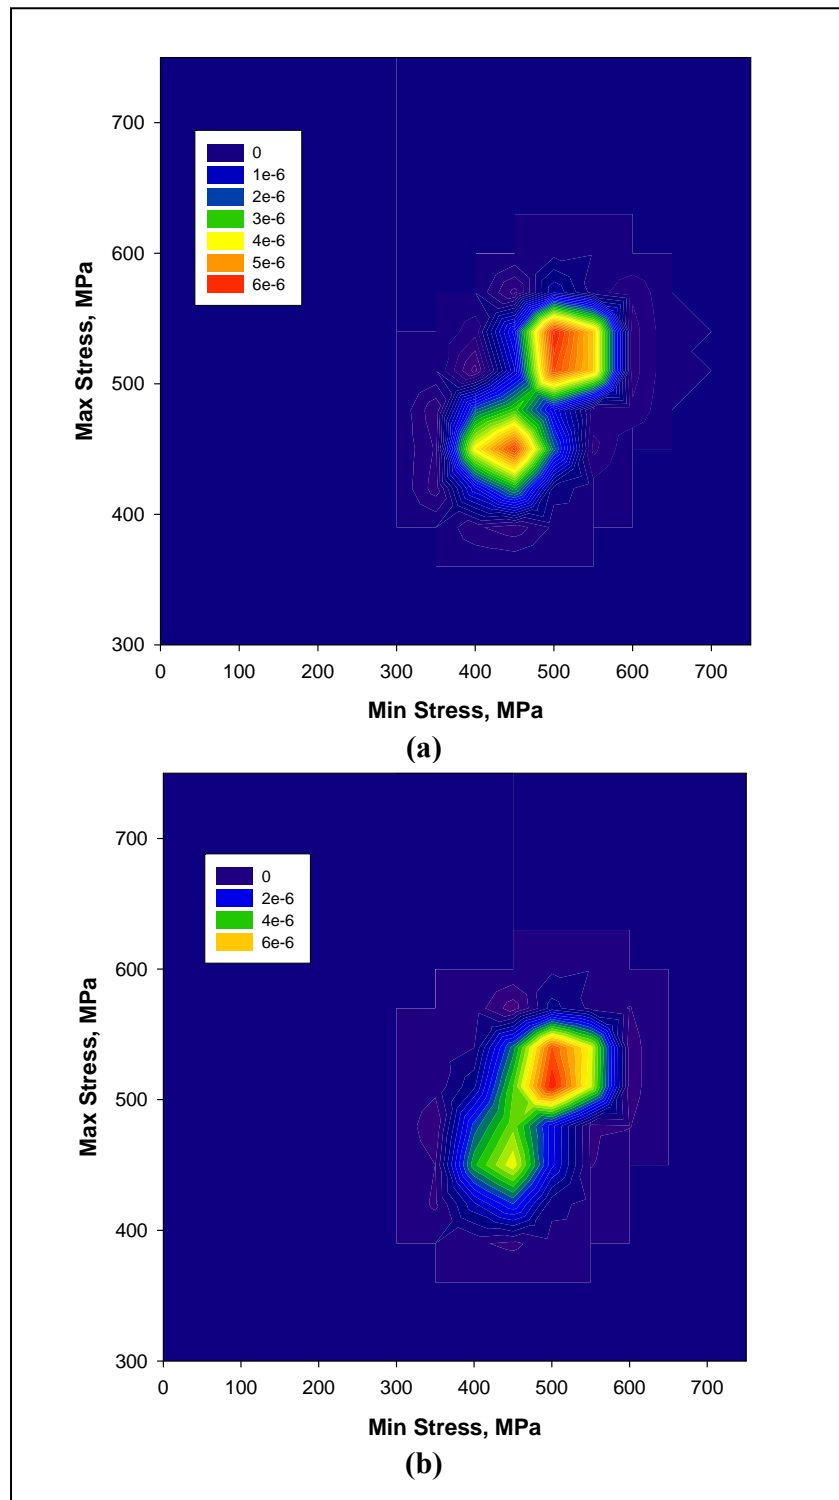 700
600
500
400
300
Max Stress, MPa
0
1e-6
2e-6
3e-6
4e-6
5e-6
6e-6
0 100 200 300 400 500 600 700
Min Stress, MPa
(a)
700
600
500
400
300
Max Stress, MPa
0
2e-6
4e-6
6e-6
0 100 200 300 400 500 600 700
Min Stress, MPa
(b)